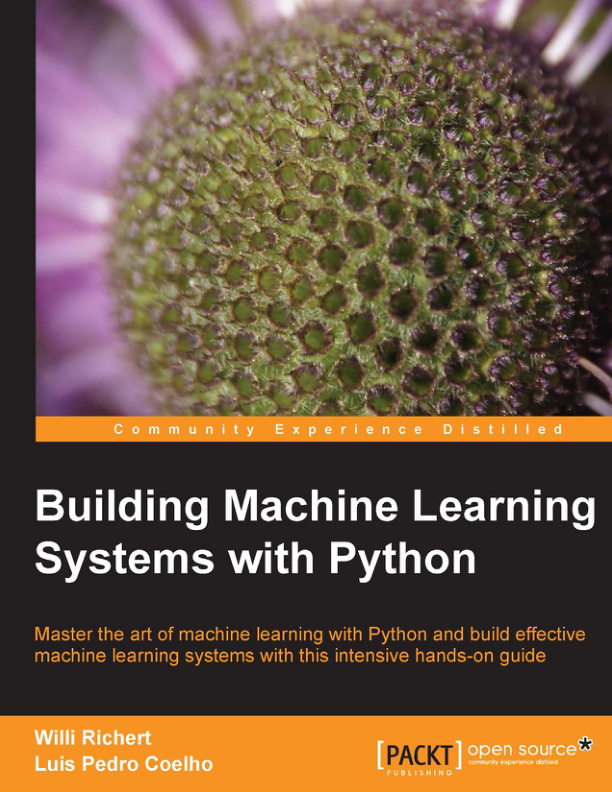 Community Experience Distilled
Building Machine Learning
Systems with Python
Master the art of machine learning with Python and build effective
machine learning systems with this intensive hands-on guide
Willi Richert
Luis Pedro Coelho
[PACKT]
PUBLISHING
open source*
community experience distilled